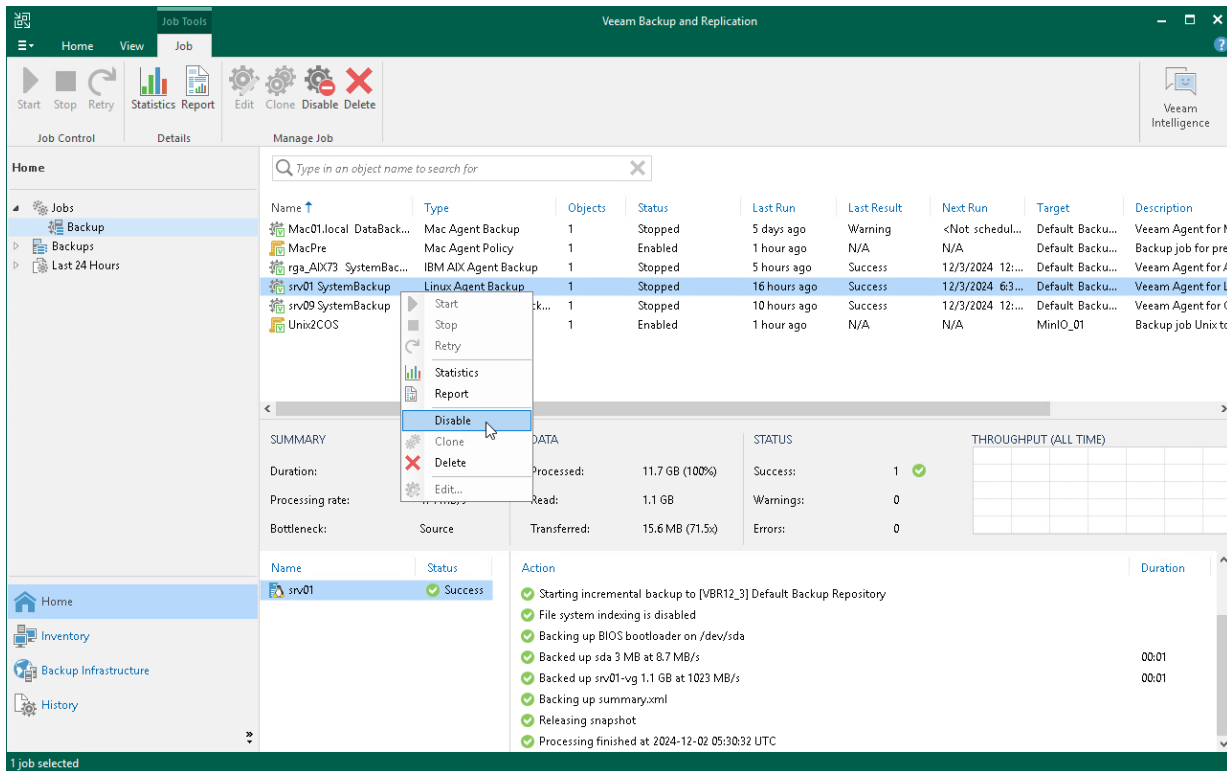 Job Tools
Veeam Backup and Replication
Home View Job
Start Stop Retry Statistics Report Edit Clone Disable Delete
Veeam
Intelligence
Job Control Details Manage Job
Home
Type in an object name to search for
Jobs
Backup
Backups
Last 24 Hours
Name Type Objects Status Last Run Last Result Next Run Target Description
Mac01.local DataBack... Mac Agent Backup 1 Stopped 5 days ago Warning <Not schedul... Default Backu... Veeam Agent for
MacPre Mac Agent Policy 1 Enabled 1 hour ago N/A N/A Default Backu... Backup job for pre
rga_AIX73 SystemBac... IBM AIX Agent Backup 1 Stopped 5 hours ago Success 12/3/2024 12:... Default Backu... Veeam Agent for
srv01 SystemBackup Linux Agent Backup 1 Stopped 16 hours ago Success 12/3/2024 6:3... Default Backu... Veeam Agent for
srv09 SystemBackup 1 Stopped 10 hours ago Success 12/3/2024 12:... Default Backu... Veeam Agent for
Unix2COS 1 Enabled 1 hour ago N/A N/A MinIO_01 Backup job Unix to
Start
Stop
Retry
Statistics
Report
Disable
Clone
Delete
Edit...
SUMMARY DATA STATUS THROUGHPUT (ALL TIME)
Duration: Processed: 11.7 GB (100%) Success: 1
Processing rate: Read: 1.1 GB Warnings: 0
Bottleneck: Source Transferred: 15.6 MB (71.5x) Errors: 0
Name Status Action Duration
srv01 Success
Starting incremental backup to [VBR12_3] Default Backup Repository
File system indexing is disabled
Backing up BIOS bootloader on /dev/sda
Backed up sda 3 MB at 8.7 MB/s 00:01
Backed up srv01-vg 1.1 GB at 1023 MB/s 00:01
Backing up summary.xml
Releasing snapshot
Processing finished at 2024-12-02 05:30:32 UTC
Home
Inventory
Backup Infrastructure
History
1 job selected